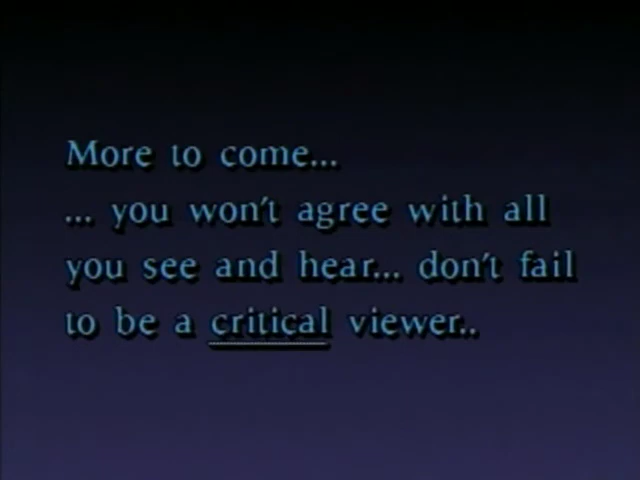 More to come...
... you won't agree with all
you see and hear... don't fail
to be a critical viewer..